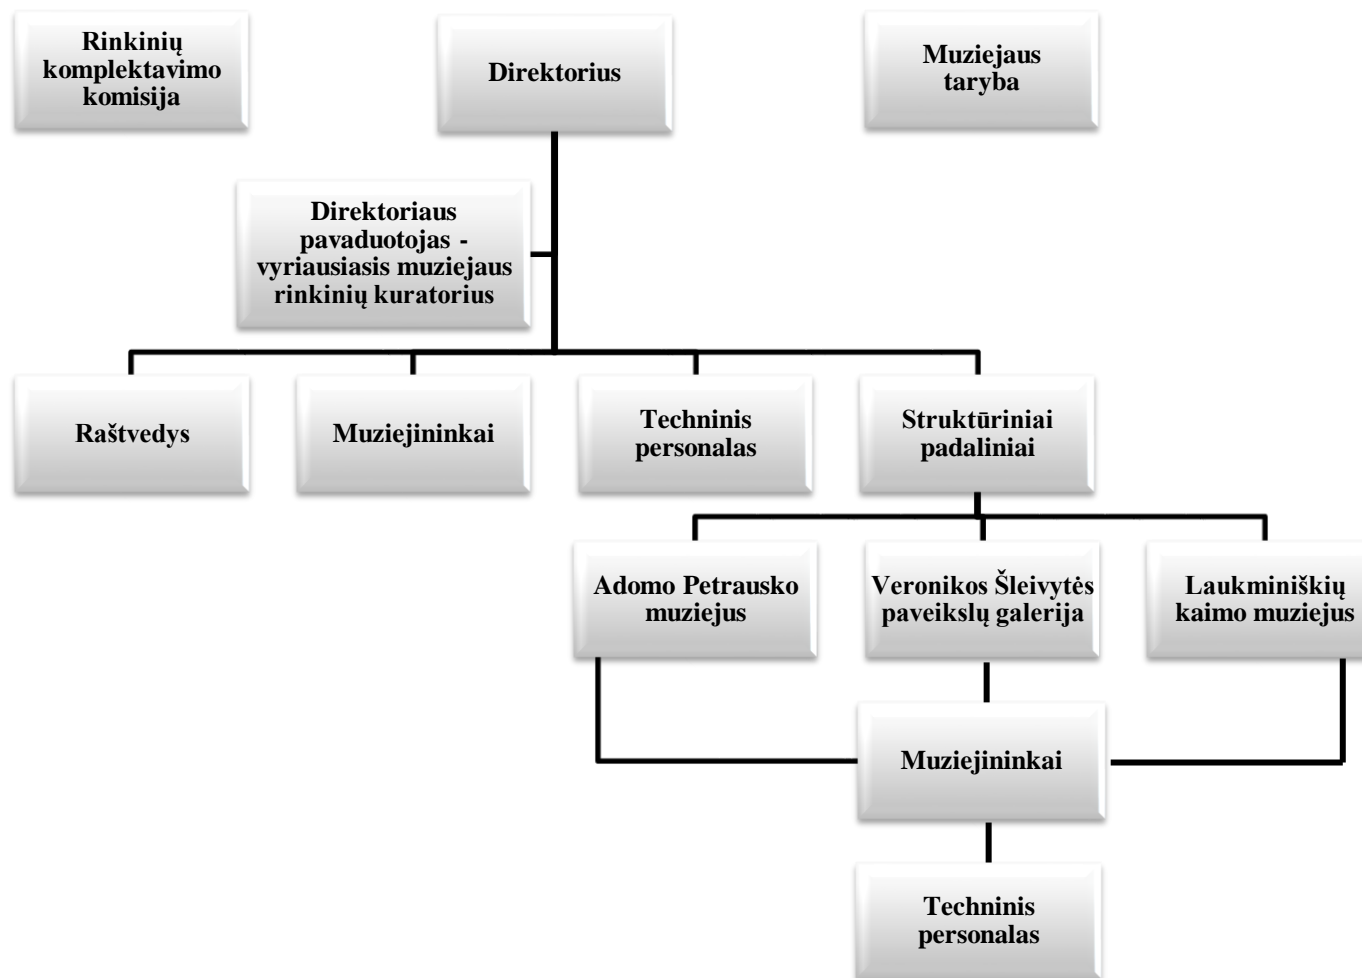 Rinkinių
komplektavimo
komisija
Direktorius
Muziejaus
taryba
Direktoriaus
pavaduotojas -
vyriausiasis muziejaus
rinkinių kuratorius
Raštvedys
Muziejininkai
Techninis
personalas
Struktūriniai
padaliniai
Adomo Petrausko
muziejus
Veronikos Šleivytės
paveikslų galerija
Laukminiškių
kaimo muziejus
Muziejininkai
Techninis
personalas